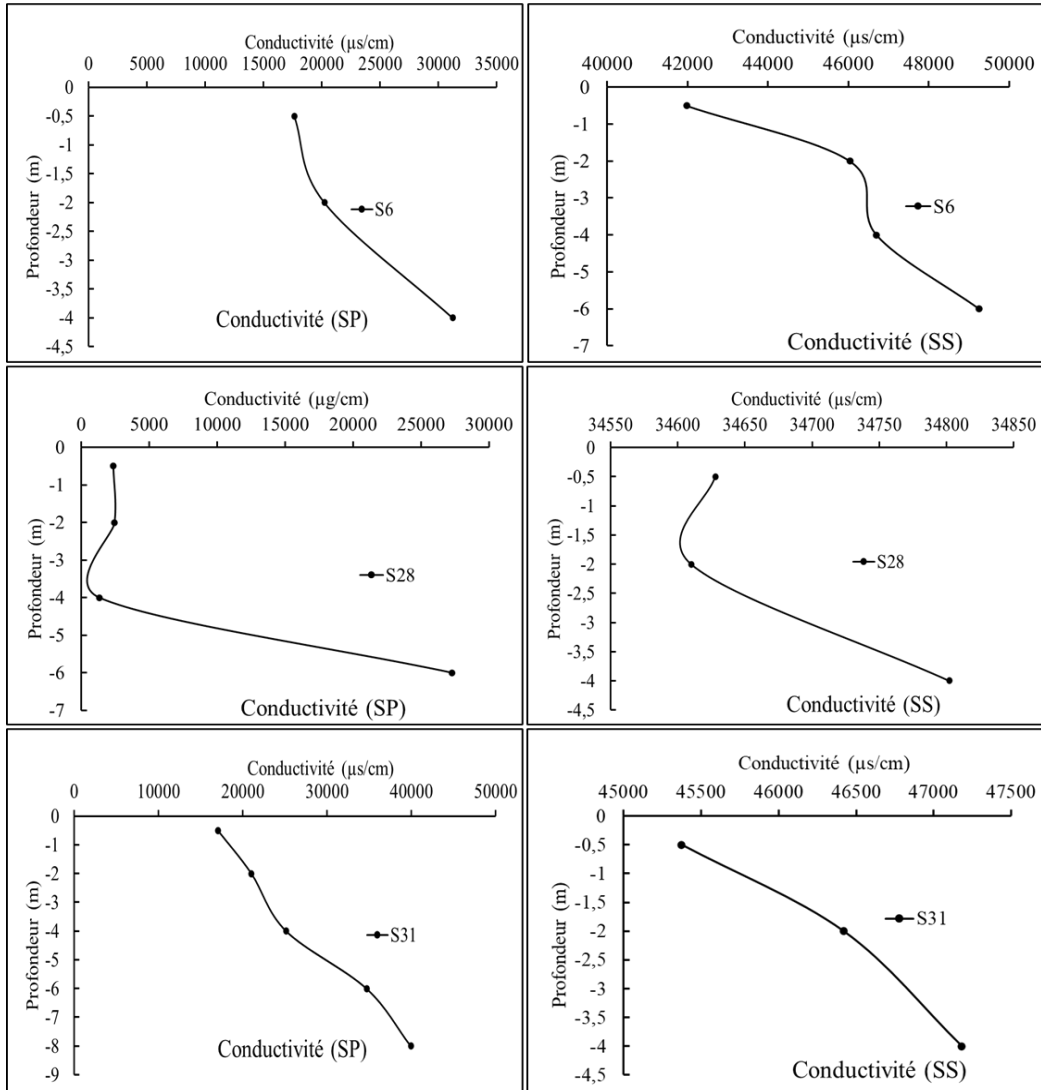 Conductivité (µs/cm)
0 5000 10000 15000 20000 25000 30000 35000
0
-0,5
-1
-1,5
-2
-2,5
-3
-3,5
-4
-4,5
Profondeur (m)
S6
Conductivité (SP)
Conductivité (µs/cm)
40000 42000 44000 46000 48000 50000
0
-1
-2
-3
-4
-5
-6
-7
Profondeur (m)
S6
Conductivité (SS)
Conductivité (µg/cm)
0 5000 10000 15000 20000 25000 30000
0
-1
-2
-3
-4
-5
-6
-7
Profondeur (m)
S28
Conductivité (SP)
Conductivité (µs/cm)
34550 34600 34650 34700 34750 34800 34850
0
-0,5
-1
-1,5
-2
-2,5
-3
-3,5
-4
-4,5
Profondeur (m)
S28
Conductivité (SS)
Conductivité (µs/cm)
0 10000 20000 30000 40000 50000
0
-1
-2
-3
-4
-5
-6
-7
-8
-9
Profondeur (m)
S31
Conductivité (SP)
Conductivité (µs/cm)
45000 45500 46000 46500 47000 47500
0
-0,5
-1
-1,5
-2
-2,5
-3
-3,5
-4
-4,5
Profondeur (m)
S31
Conductivité (SS)